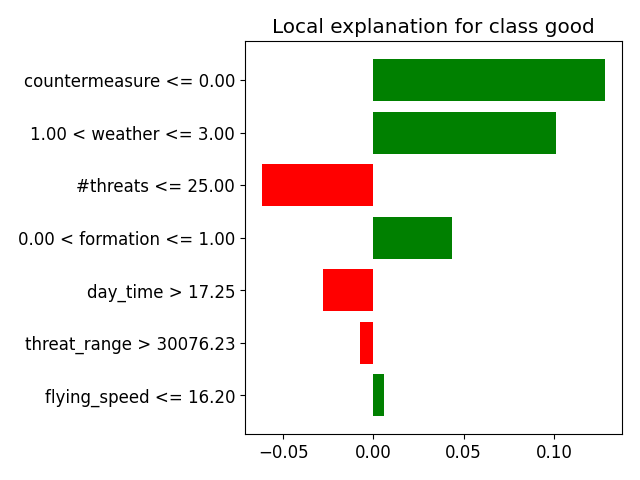 Local explanation for class good
countermeasure <= 0.00
1.00 < weather <= 3.00
#threats <= 25.00
0.00 < formation <= 1.00
day_time > 17.25
threat_range > 30076.23
flying_speed <= 16.20
−0.05 0.00 0.05 0.10